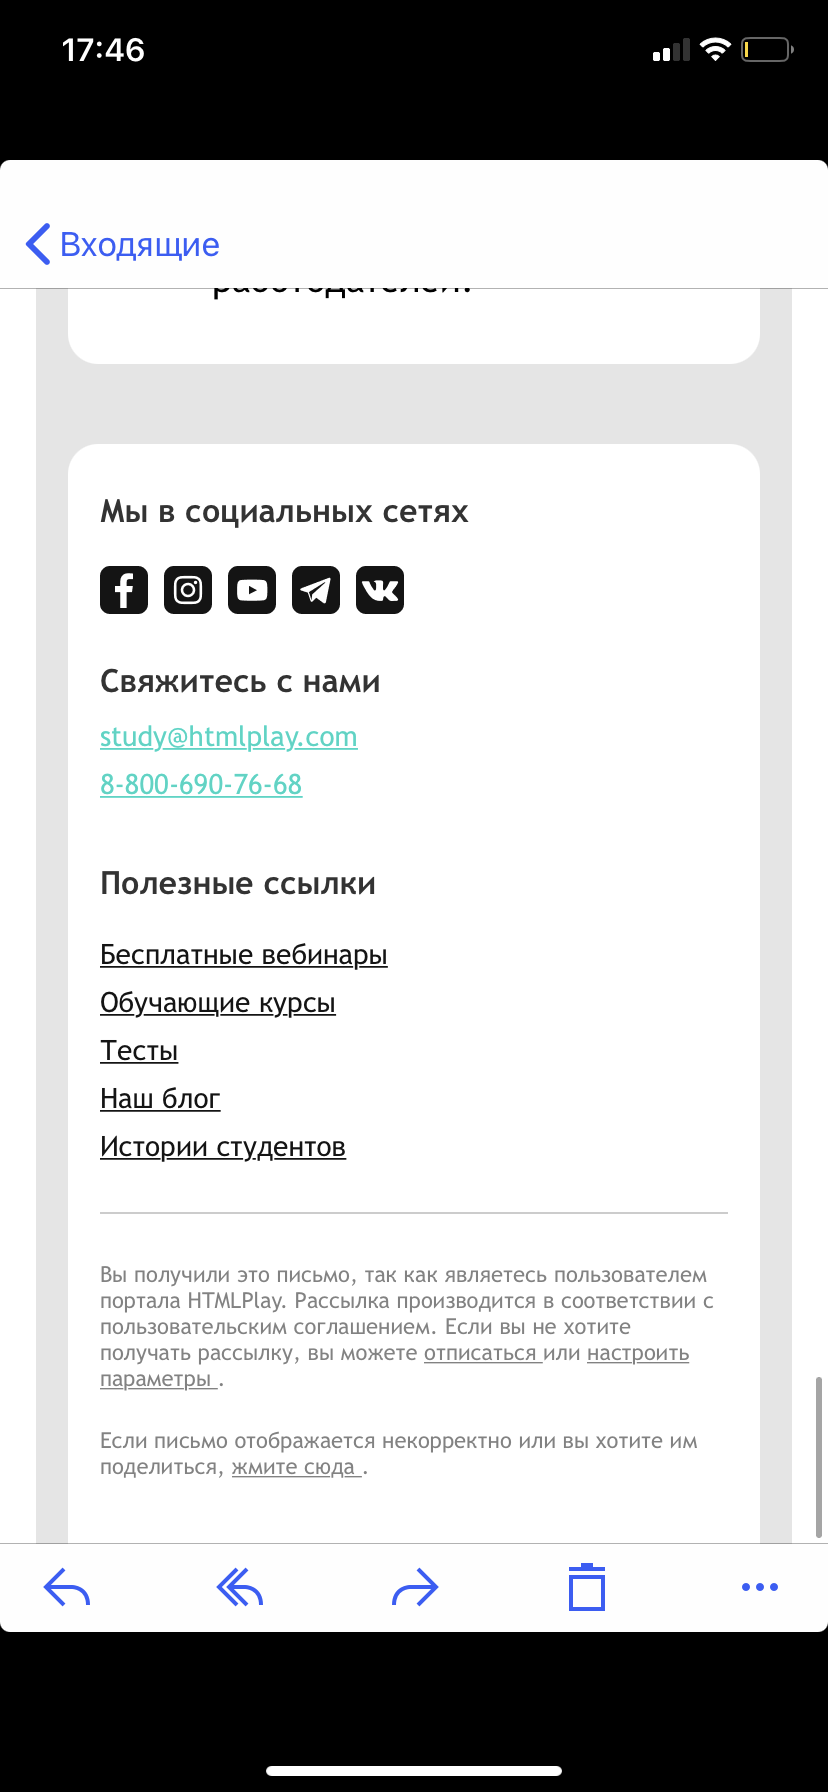 17:46
Входящие
работодателей.
Мы в социальных сетях
Свяжитесь с нами
study@htmlplay.com
8-800-690-76-68
Полезные ссылки
Бесплатные вебинары
Обучающие курсы
Тесты
Наш блог
Истории студентов
Вы получили это письмо, так как являетесь пользователем
портала HTMLPlay. Рассылка производится в соответствии с
пользовательским соглашением. Если вы не хотите
получать рассылку, вы можете отписаться или настроить
параметры .
Если письмо отображается некорректно или вы хотите им
поделиться, жмите сюда .